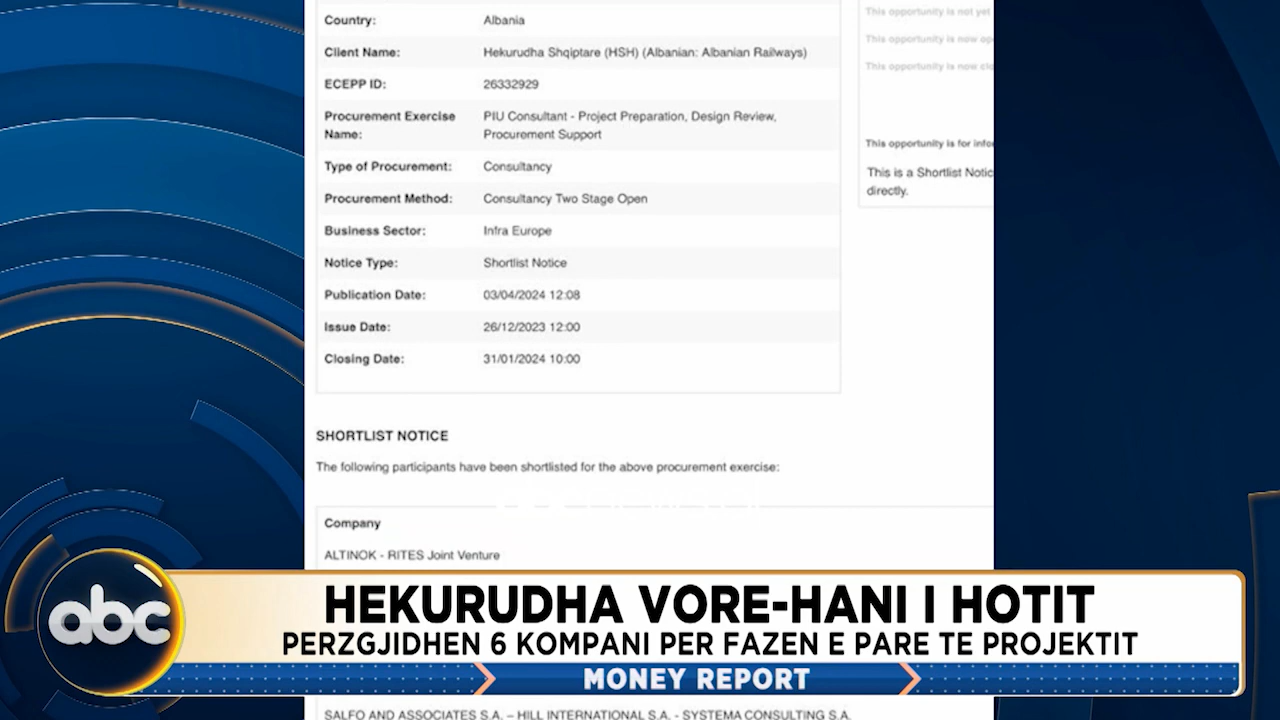 Country: Albania
Client Name: Hekurudha Shqiptare (HSH) (Albanian: Albanian Railways)
ECEPP ID: 26332929
Procurement Exercise Name: PIU Consultant - Project Preparation, Design Review, Procurement Support
Type of Procurement: Consultancy
Procurement Method: Consultancy Two Stage Open
Business Sector: Infra Europe
Notice Type: Shortlist Notice
Publication Date: 03/04/2024 12:08
Issue Date: 26/12/2023 12:00
Closing Date: 31/01/2024 10:00
This opportunity is not yet
This opportunity is now
This opportunity is now
This opportunity is for
This is a Shortlist
directly.
SHORTLIST NOTICE
The following participants have been shortlisted for the above procurement exercise:
Company
ALTINOK - RITES Joint Venture
abc
HEKURUDHA VORE-HANI I HOTIT
PERZGJIDHEN 6 KOMPANI PER FAZEN E PARE TE PROJEKTIT
MONEY REPORT
SALFO AND ASSOCIATES S.A. – HILL INTERNATIONAL S.A. - SYSTEMA CONSULTING S.A.